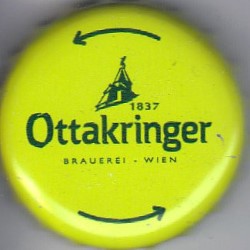 1837
Ottakringer
BRAUEREI - WIEN